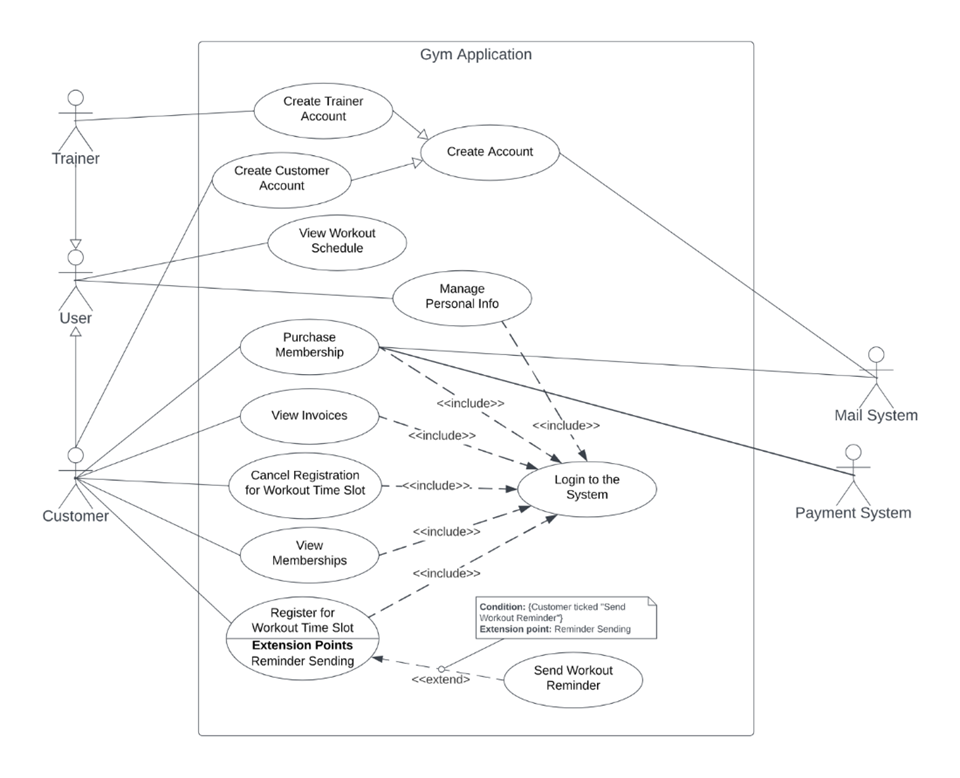 Gym Application
Create Trainer
Account
Trainer
Create Account
Create Customer
Account
View Workout
Schedule
User
Manage
Personal Info
Purchase
Membership
Mail System
<<include>>
View Invoices
<<include>>
<<include>>
Cancel Registration
for Workout Time Slot
<<include>>
Login to the
System
Customer
Payment System
<<include>>
View
Memberships
<<include>>
Register for
Workout Time Slot
Extension Points
Reminder Sending
Condition: {Customer ticked "Send
Workout Reminder"}
Extension point: Reminder Sending
<<extend>
Send Workout
Reminder